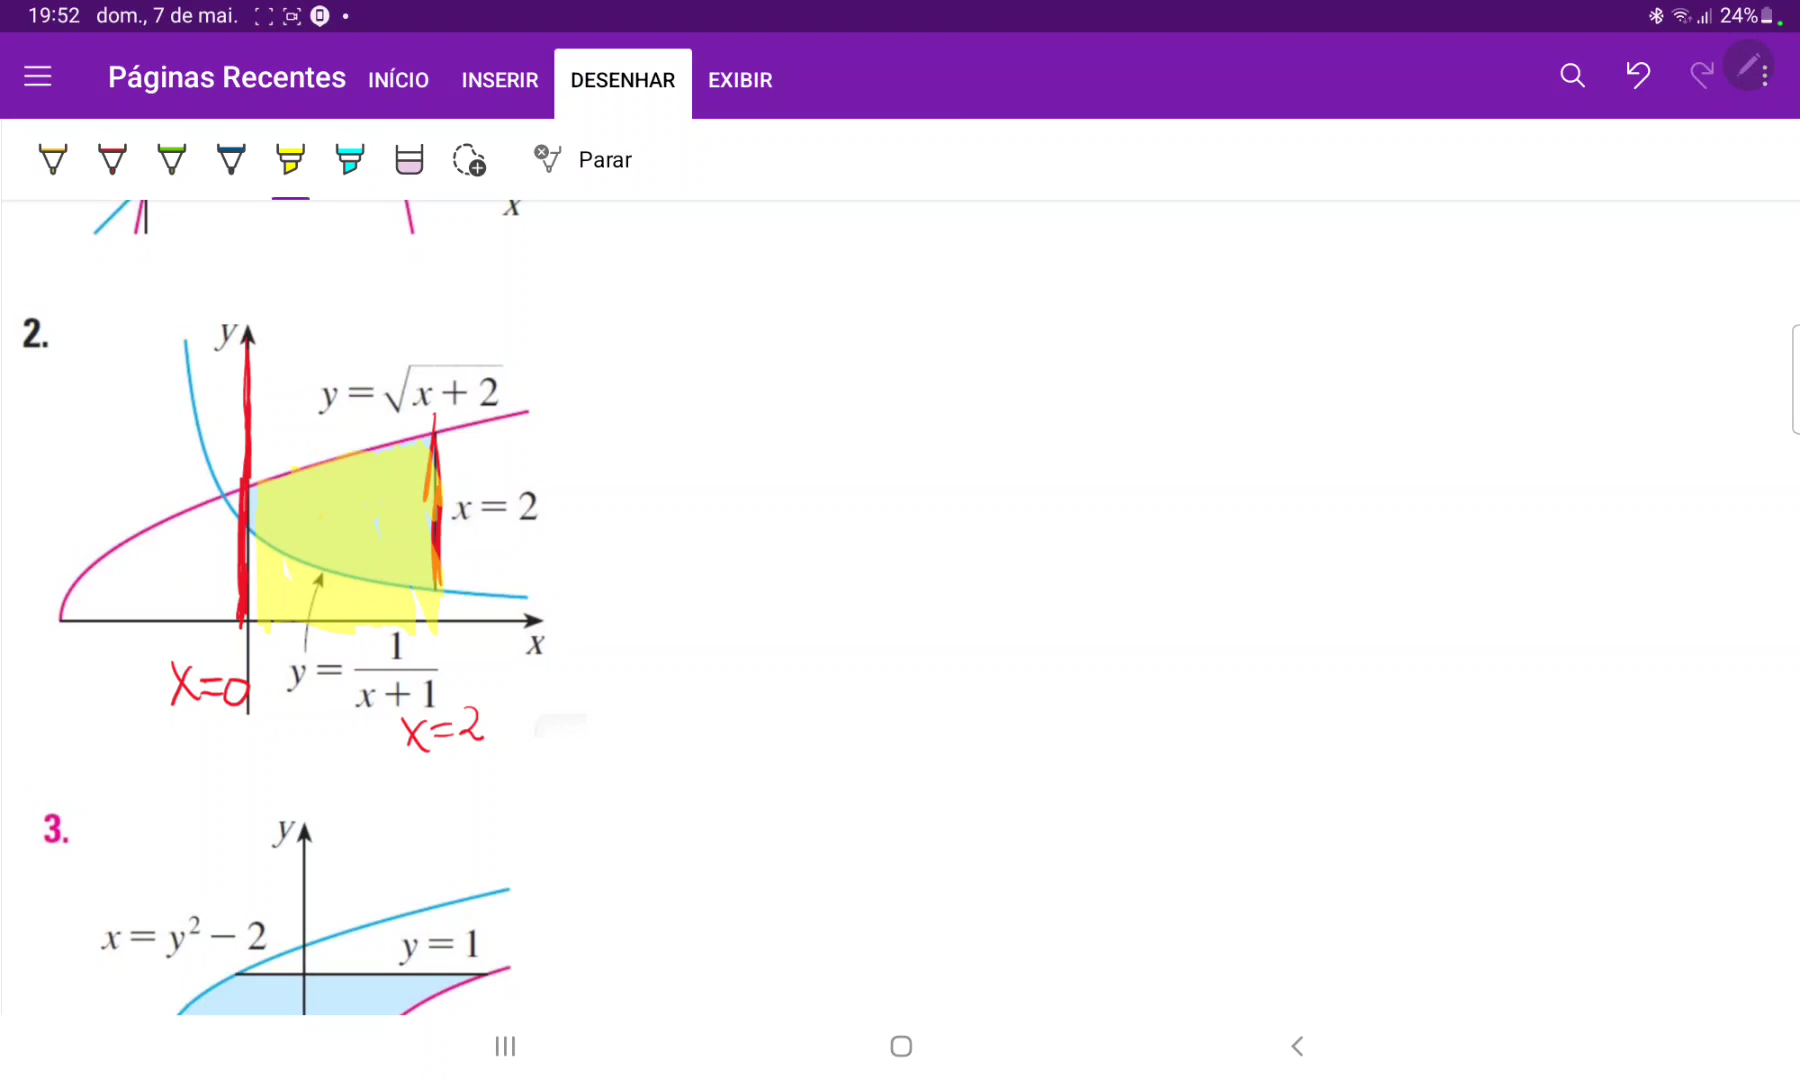 19:52 dom., 7 de mai. 24%
Páginas Recentes INÍCIO INSERIR DESENHAR EXIBIR
Parar
x
2.
y
y = √x + 2
x = 2
x
y = 1/(x + 1)
x=0
x=2
3.
y
x = y² − 2
y = 1